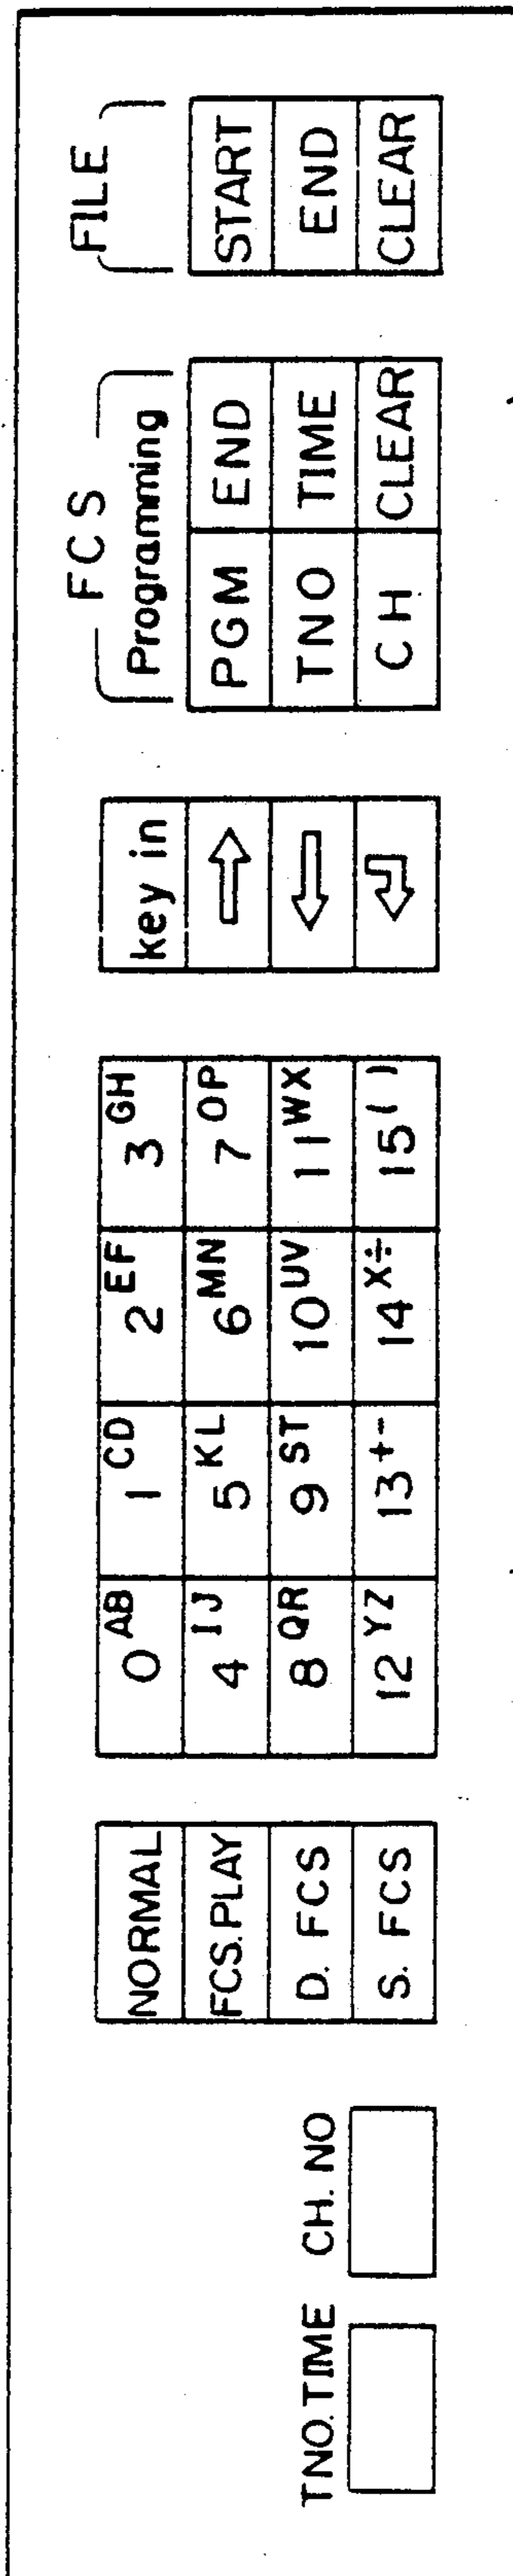 TNO.TIME
CH. NO
NORMAL
FCS.PLAY
D. FCS
S. FCS
0 AB 1 CD 2 EF 3 GH
4 IJ 5 KL 6 MN 7 OP
8 QR 9 ST 10 UV 11 WX
12 YZ 13 +- 14 X÷ 15 ( )
key in
⇨
⇦
FCS
Programming
PGM END
TNO TIME
CH CLEAR
FILE
START
END
CLEAR